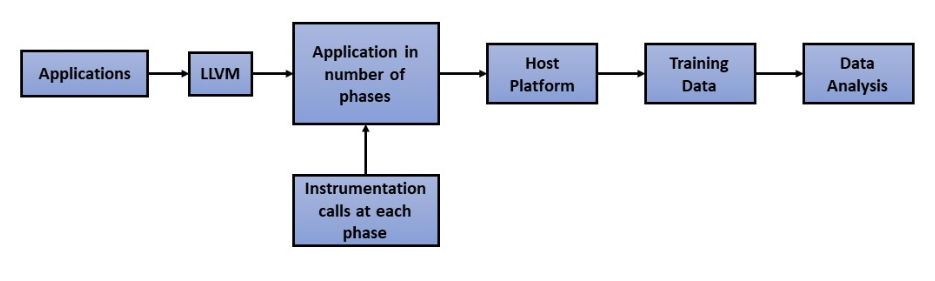 Applications
LLVM
Application in
number of
phases
Host
Platform
Training
Data
Data
Analysis
Instrumentation
calls at each
phase